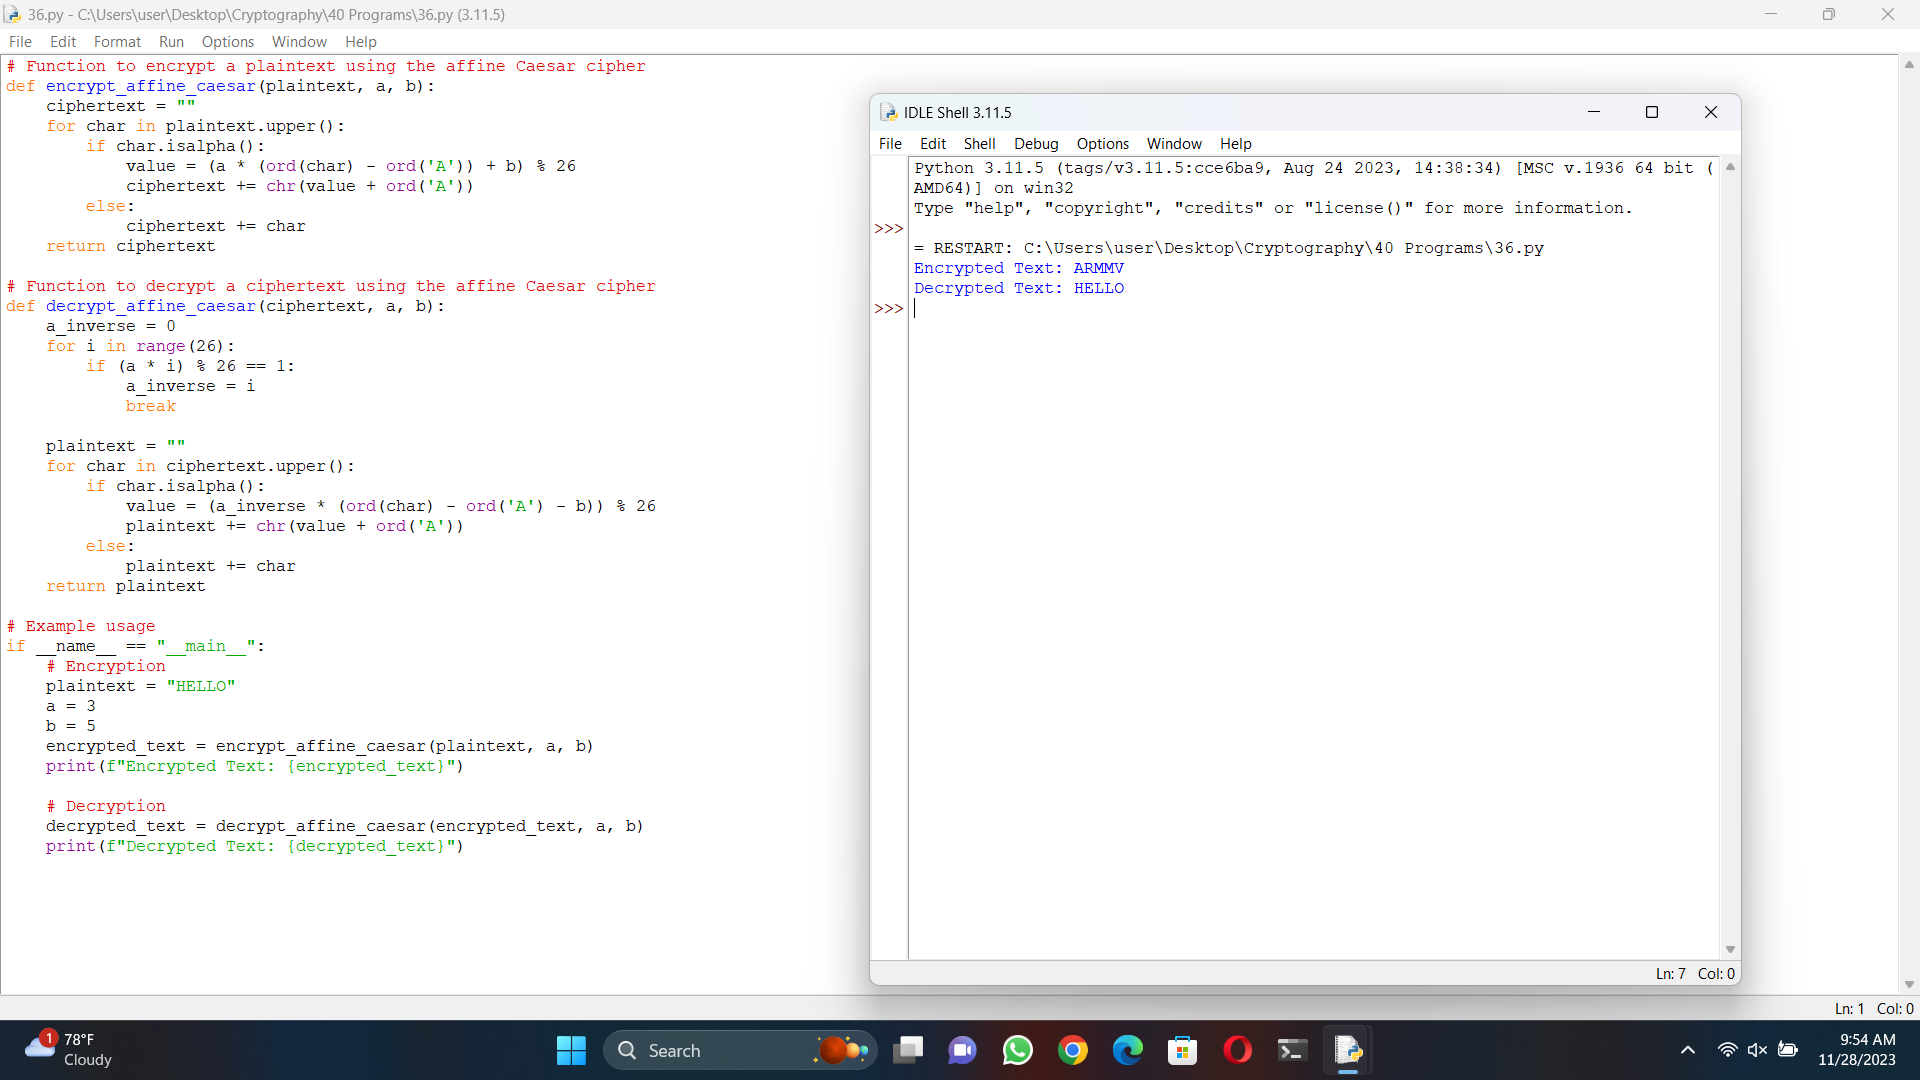 36.py - C:\Users\user\Desktop\Cryptography\40 Programs\36.py (3.11.5)
File Edit Format Run Options Window Help
# Function to encrypt a plaintext using the affine Caesar cipher
def encrypt_affine_caesar(plaintext, a, b):
    ciphertext = ""
    for char in plaintext.upper():
        if char.isalpha():
            value = (a * (ord(char) - ord('A')) + b) % 26
            ciphertext += chr(value + ord('A'))
        else:
            ciphertext += char
    return ciphertext

# Function to decrypt a ciphertext using the affine Caesar cipher
def decrypt_affine_caesar(ciphertext, a, b):
    a_inverse = 0
    for i in range(26):
        if (a * i) % 26 == 1:
            a_inverse = i
            break

    plaintext = ""
    for char in ciphertext.upper():
        if char.isalpha():
            value = (a_inverse * (ord(char) - ord('A') - b)) % 26
            plaintext += chr(value + ord('A'))
        else:
            plaintext += char
    return plaintext

# Example usage
if __name__ == "__main__":
    # Encryption
    plaintext = "HELLO"
    a = 3
    b = 5
    encrypted_text = encrypt_affine_caesar(plaintext, a, b)
    print(f"Encrypted Text: {encrypted_text}")

    # Decryption
    decrypted_text = decrypt_affine_caesar(encrypted_text, a, b)
    print(f"Decrypted Text: {decrypted_text}")
IDLE Shell 3.11.5
File Edit Shell Debug Options Window Help
Python 3.11.5 (tags/v3.11.5:cce6ba9, Aug 24 2023, 14:38:34) [MSC v.1936 64 bit (
AMD64)] on win32
Type "help", "copyright", "credits" or "license()" for more information.
>>>
= RESTART: C:\Users\user\Desktop\Cryptography\40 Programs\36.py
Encrypted Text: ARMMV
Decrypted Text: HELLO
>>>
Ln: 7 Col: 0
Ln: 1 Col: 0
1
78°F
Cloudy
Search
9:54 AM
11/28/2023